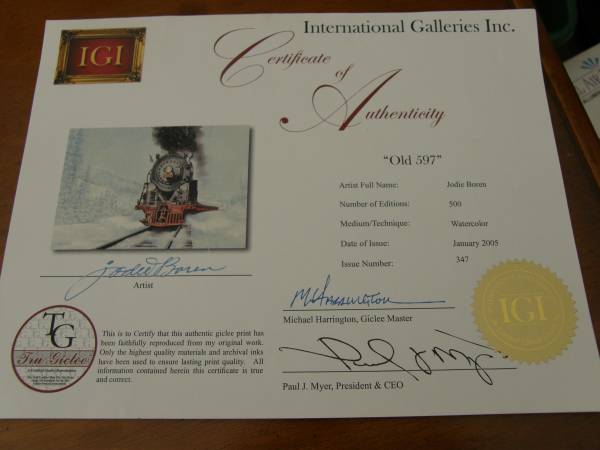 International Galleries Inc.
IGI
Certificate
of
Authenticity
"Old 597"
Artist Full Name: Jodie Boren
Number of Editions: 500
Medium/Technique: Watercolor
Date of Issue: January 2005
Issue Number: 347
Jodie Boren
Artist
Michael Harrington, Giclee Master
IGI
TG
Tru Giclee
This is to Certify that this authentic giclee print has
been faithfully reproduced from my original work.
Only the highest quality materials and archival inks
have been used to ensure lasting print quality. All
information contained herein this certificate is true
and correct.
Paul J. Myer
Paul J. Myer, President & CEO